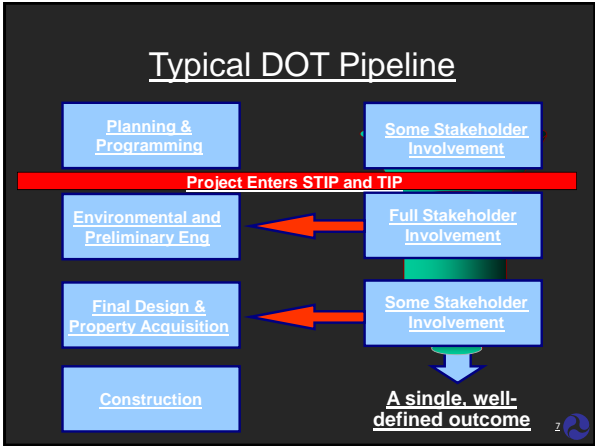 Typical DOT Pipeline
Planning &
Programming
Some Stakeholder
Involvement
Project Enters STIP and TIP
Environmental and
Preliminary Eng
Full Stakeholder
Involvement
Final Design &
Property Acquisition
Some Stakeholder
Involvement
Construction
A single, well-
defined outcome
7